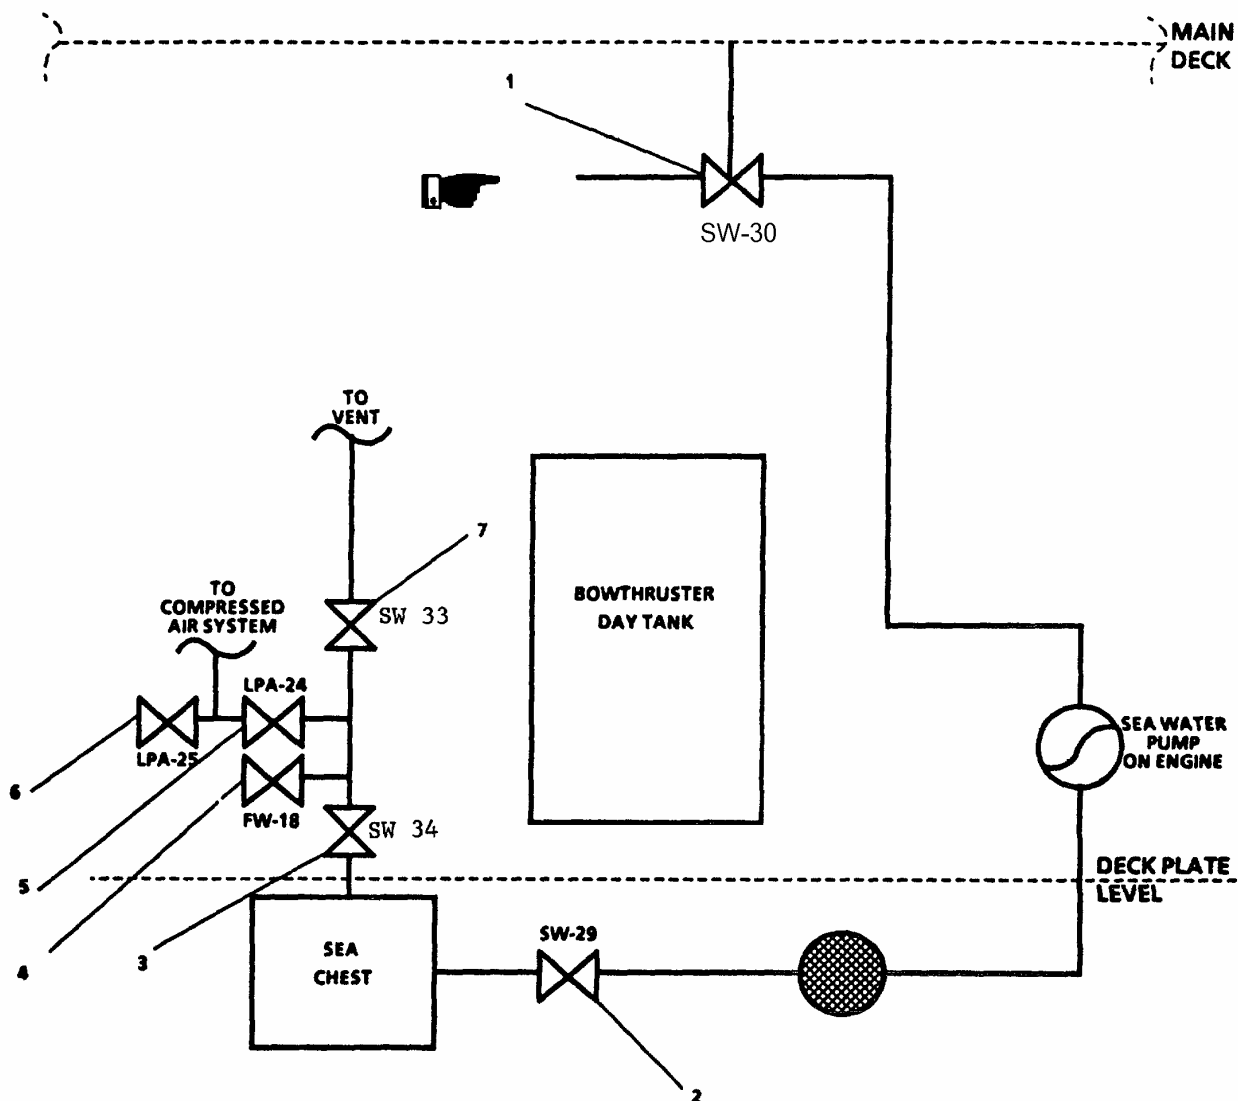 MAIN
DECK
1
SW-30
TO
VENT
7
SW 33
BOWTHRUSTER
DAY TANK
TO
COMPRESSED
AIR SYSTEM
LPA-24
LPA-25
6
FW-18
SW 34
SEA WATER
PUMP
ON ENGINE
5
4
3
DECK PLATE
LEVEL
SEA
CHEST
SW-29
2